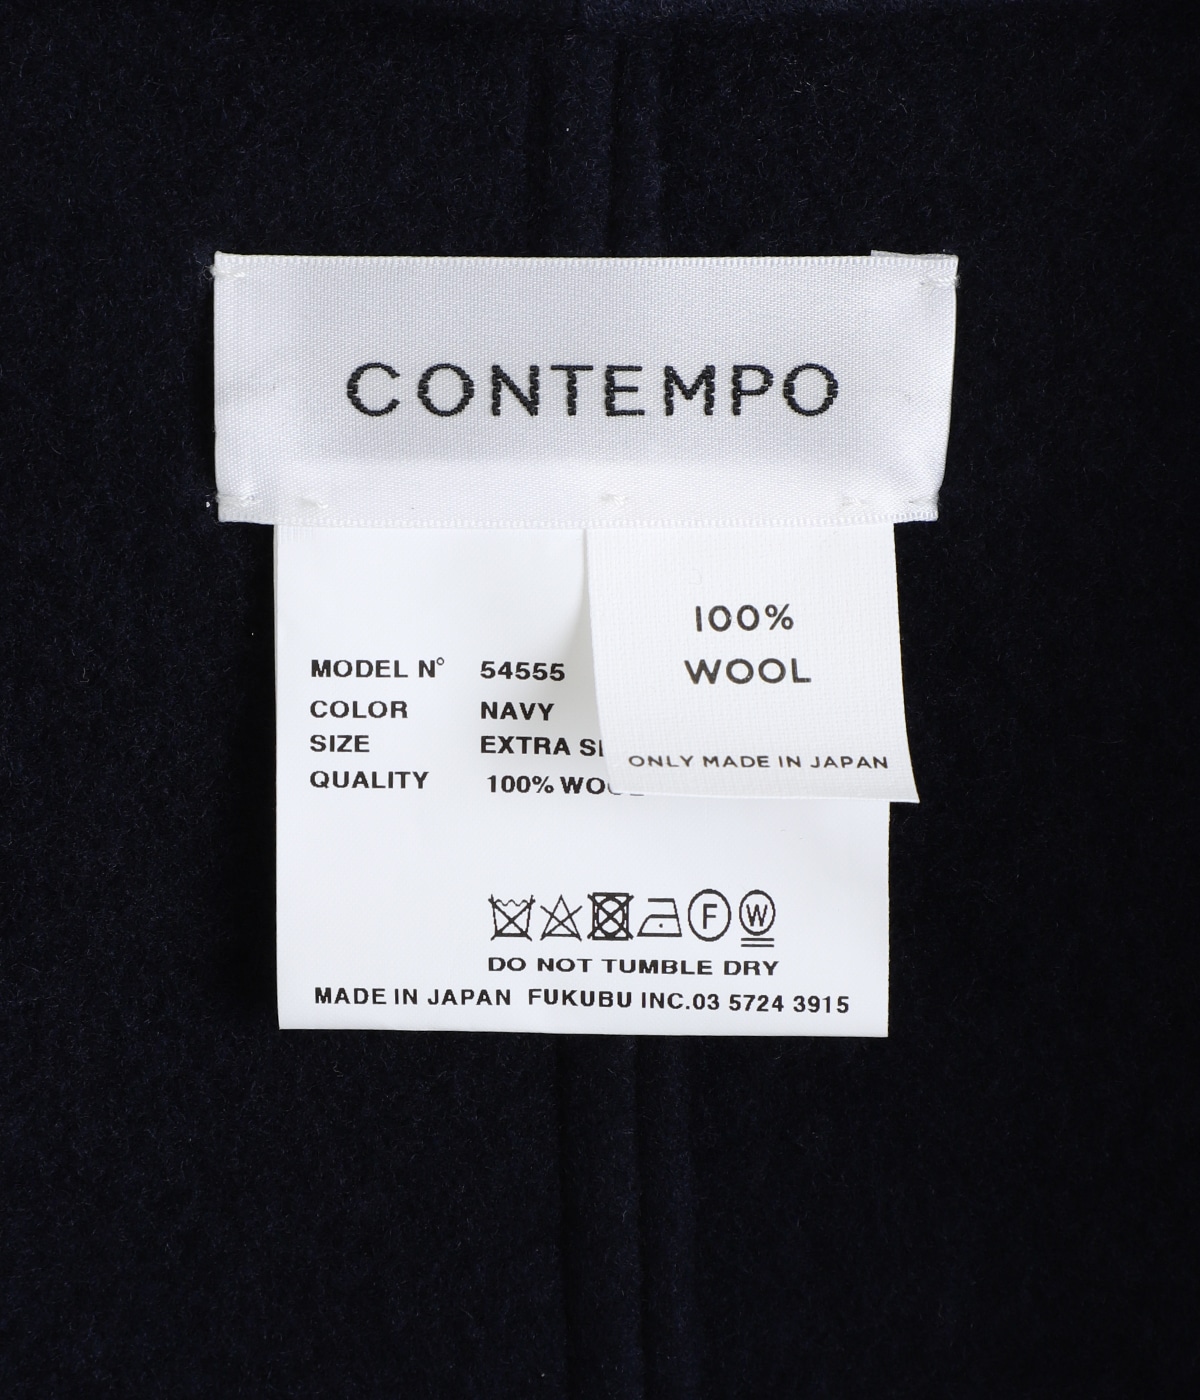 CONTEMPO
100%
WOOL
ONLY MADE IN JAPAN
MODEL N° 54555
COLOR NAVY
SIZE EXTRA
QUALITY 100%
F W
DO NOT TUMBLE DRY
MADE IN JAPAN FUKUBU INC.03 5724 3915